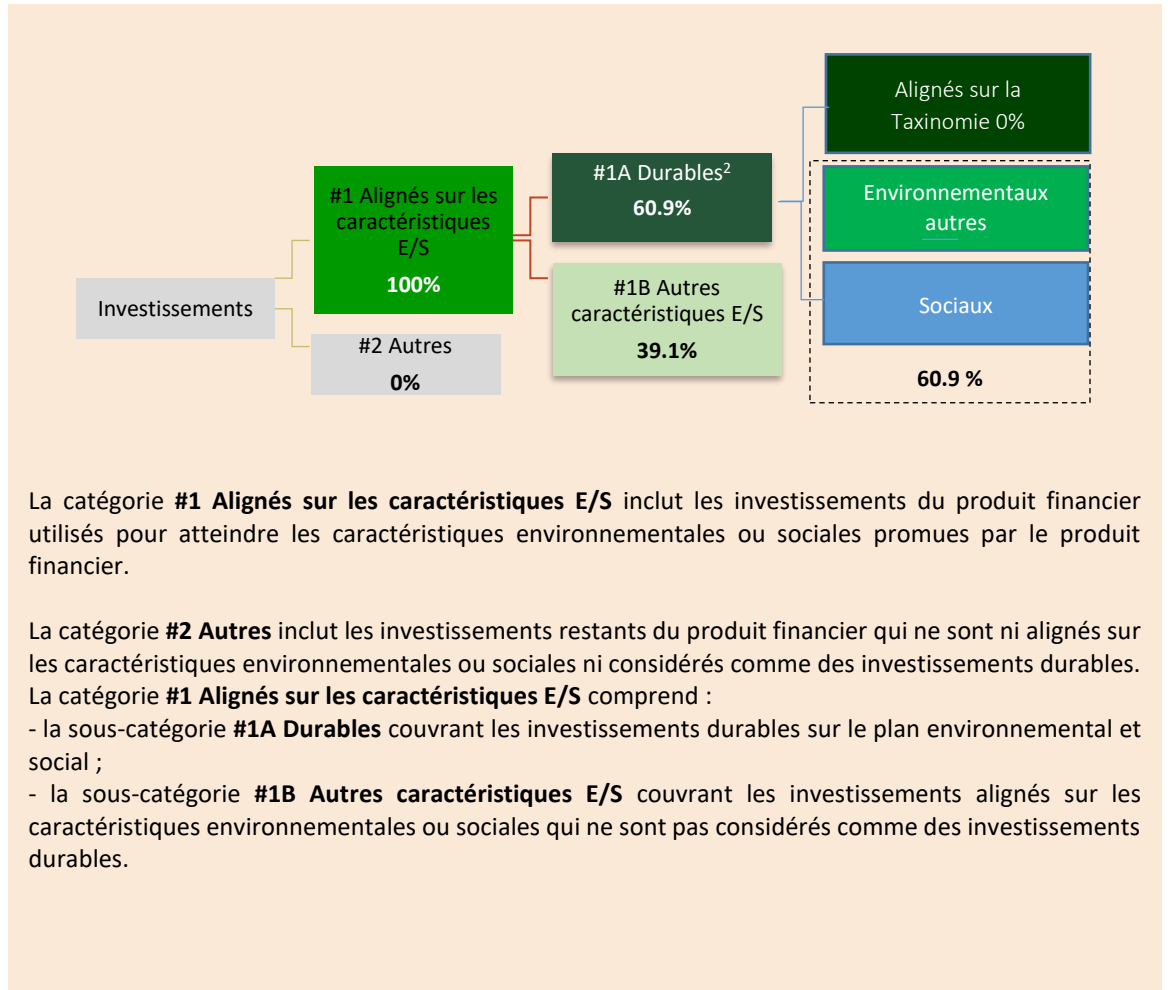 Investissements
#1 Alignés sur les
caractéristiques
E/S
100%
#2 Autres
0%
#1A Durables2
60.9%
#1B Autres
caractéristiques E/S
39.1%
Alignés sur la
Taxinomie 0%
Environnementaux
autres
Sociaux
60.9 %
La catégorie #1 Alignés sur les caractéristiques E/S inclut les investissements du produit financier
utilisés pour atteindre les caractéristiques environnementales ou sociales promues par le produit
financier.
La catégorie #2 Autres inclut les investissements restants du produit financier qui ne sont ni alignés sur
les caractéristiques environnementales ou sociales ni considérés comme des investissements durables.
La catégorie #1 Alignés sur les caractéristiques E/S comprend :
- la sous-catégorie #1A Durables couvrant les investissements durables sur le plan environnemental et
social ;
- la sous-catégorie #1B Autres caractéristiques E/S couvrant les investissements alignés sur les
caractéristiques environnementales ou sociales qui ne sont pas considérés comme des investissements
durables.